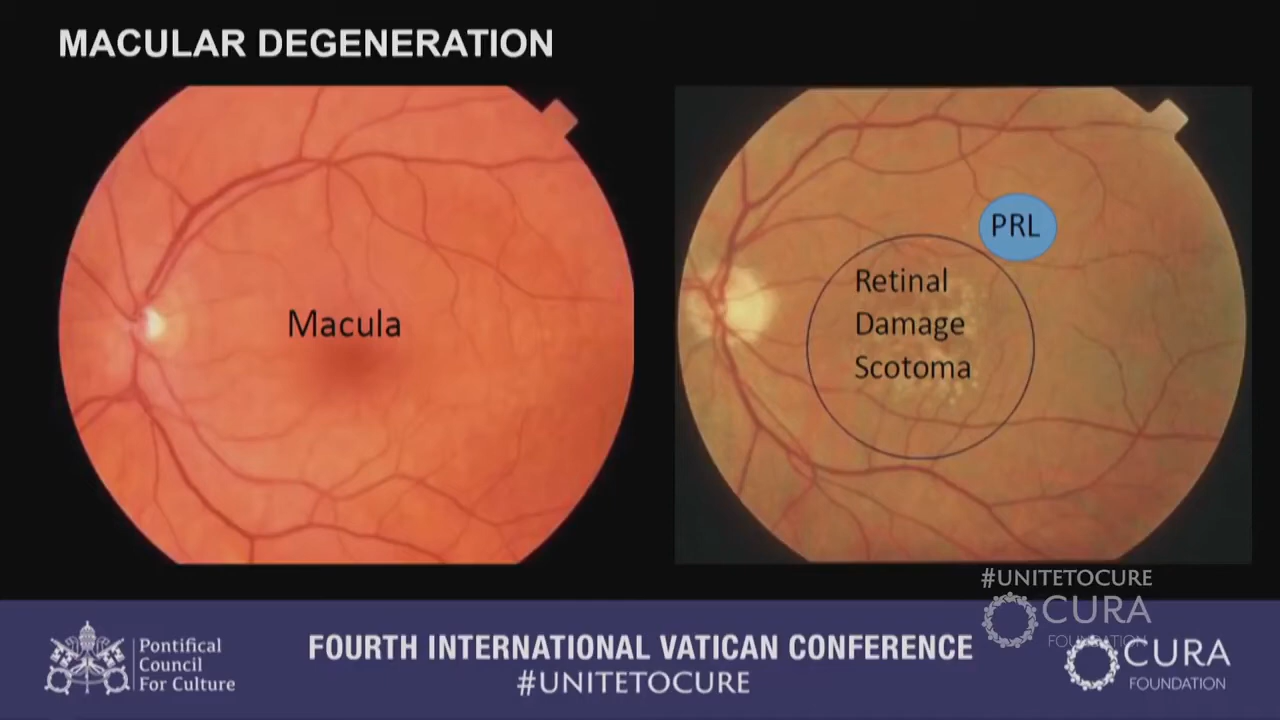 MACULAR DEGENERATION
Macula
PRL
Retinal
Damage
Scotoma
#UNITETOCURE
CURA
FOUNDATION
Pontifical
Council
For Culture
FOURTH INTERNATIONAL VATICAN CONFERENCE
#UNITETOCURE
CURA
FOUNDATION